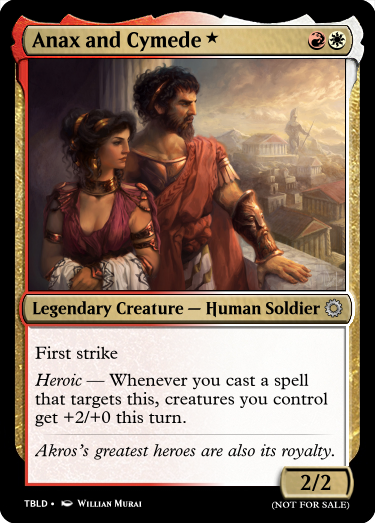 Anax and Cymede ★
Legendary Creature — Human Soldier
First strike
Heroic — Whenever you cast a spell
that targets this, creatures you control
get +2/+0 this turn.
Akros's greatest heroes are also its royalty.
2/2
TBLD • Willian Murai
(NOT FOR SALE)